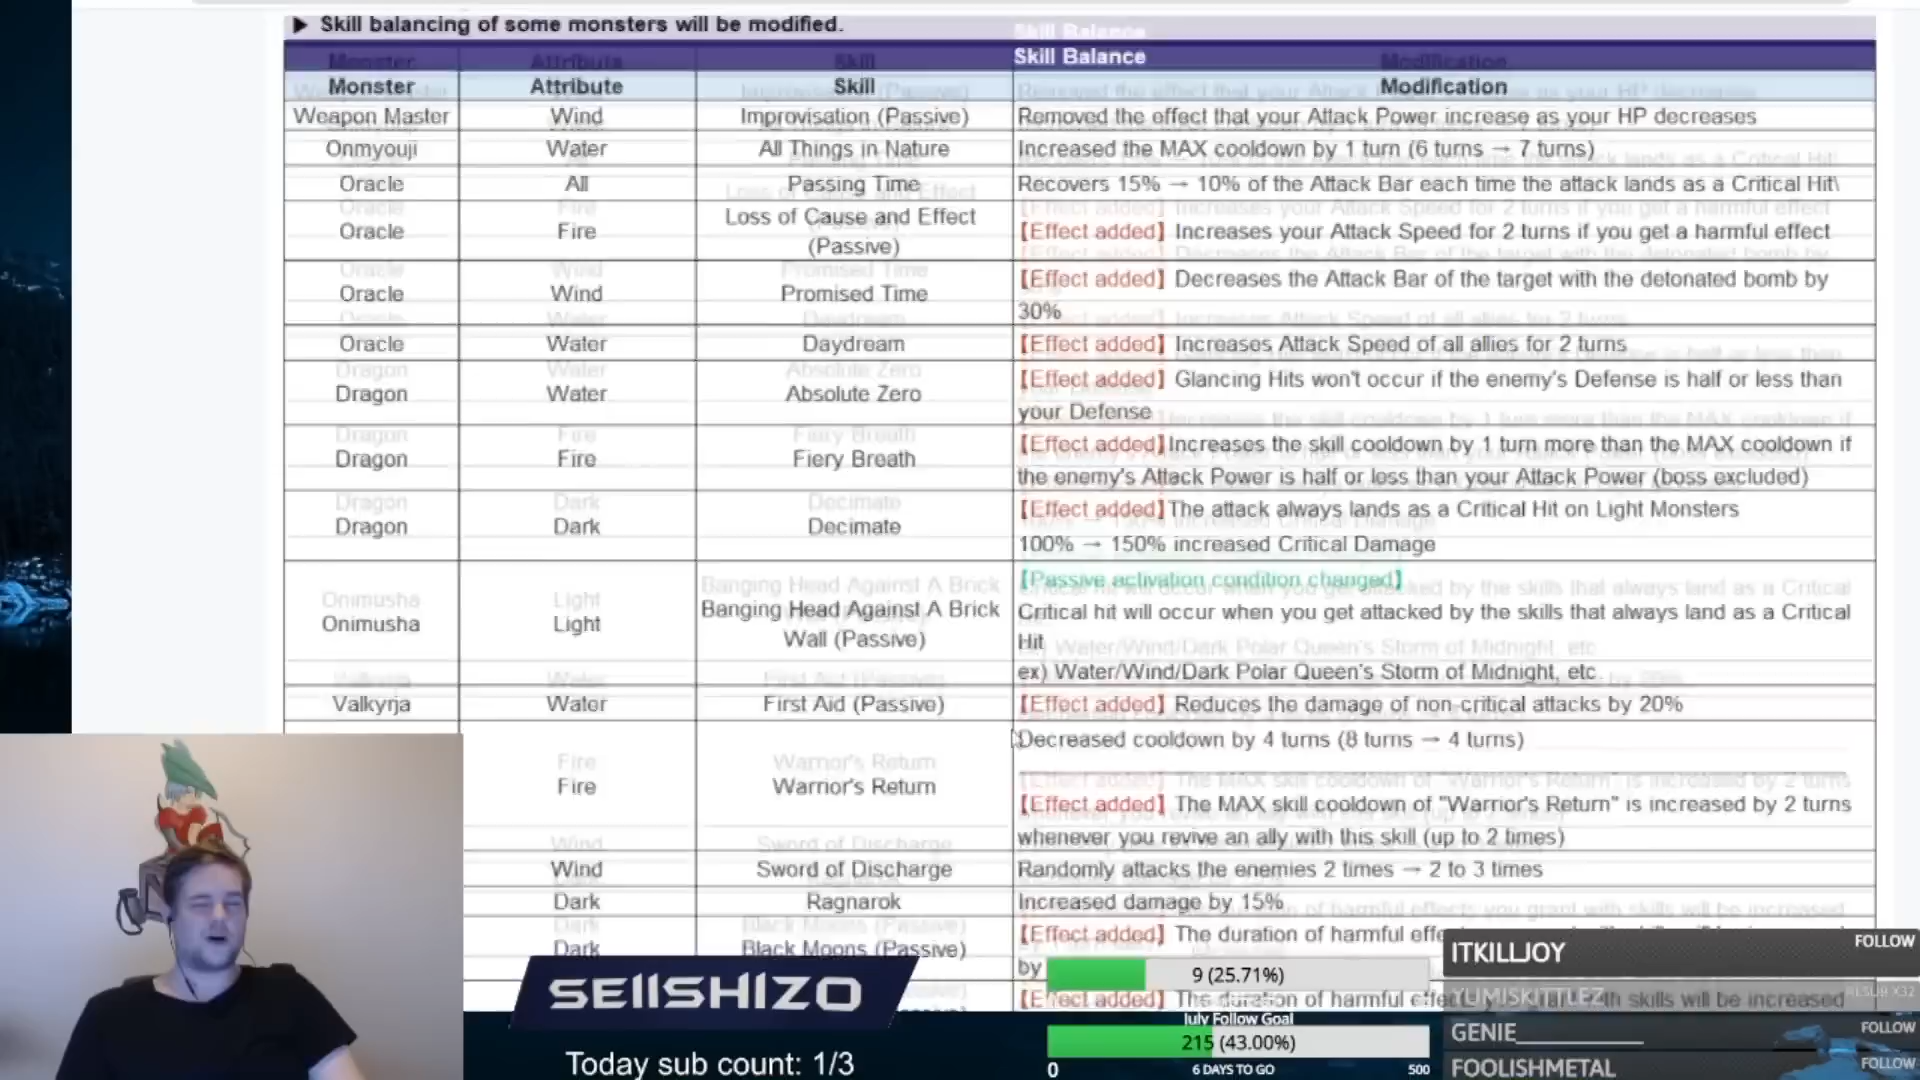 ▶ Skill balancing of some monsters will be modified.
Skill Balance
Monster Attribute Skill Modification
Weapon Master Wind Improvisation (Passive) Removed the effect that your Attack Power increase as your HP decreases
Onmyouji Water All Things in Nature Increased the MAX cooldown by 1 turn (6 turns → 7 turns)
Oracle All Passing Time Recovers 15% → 10% of the Attack Bar each time the attack lands as a Critical Hit\
Oracle Fire Loss of Cause and Effect
(Passive) 【Effect added】 Increases your Attack Speed for 2 turns if you get a harmful effect
Oracle Wind Promised Time 【Effect added】 Decreases the Attack Bar of the target with the detonated bomb by
30%
Oracle Water Daydream 【Effect added】 Increases Attack Speed of all allies for 2 turns
Dragon Water Absolute Zero 【Effect added】 Glancing Hits won't occur if the enemy's Defense is half or less than
your Defense
Dragon Fire Fiery Breath 【Effect added】Increases the skill cooldown by 1 turn more than the MAX cooldown if
the enemy's Attack Power is half or less than your Attack Power (boss excluded)
Dragon Dark Decimate 【Effect added】The attack always lands as a Critical Hit on Light Monsters
100% → 150% increased Critical Damage
Onimusha Light Banging Head Against A Brick
Wall (Passive) 【Passive activation condition changed】
Critical hit will occur when you get attacked by the skills that always land as a Critical
Hit
ex) Water/Wind/Dark Polar Queen's Storm of Midnight, etc
Valkyrja Water First Aid (Passive) 【Effect added】 Reduces the damage of non-critical attacks by 20%
Fire Warrior's Return Decreased cooldown by 4 turns (8 turns → 4 turns)
【Effect added】 The MAX skill cooldown of "Warrior's Return" is increased by 2 turns
whenever you revive an ally with this skill (up to 2 times)
Wind Sword of Discharge Randomly attacks the enemies 2 times → 2 to 3 times
Dark Ragnarok Increased damage by 15%
Dark Black Moons (Passive) 【Effect added】 The duration of harmful effe
by
【Effect added】 The duration of harmful effe th skills will be increased
9 (25.71%)
July Follow Goal
215 (43.00%)
0 6 DAYS TO GO 500
SEIISHIZO
Today sub count: 1/3
ITKILLJOY FOLLOW
YUMISKITTLEZ RESUB X32
GENIE__________ FOLLOW
FOOLISHMETAL FOLLOW